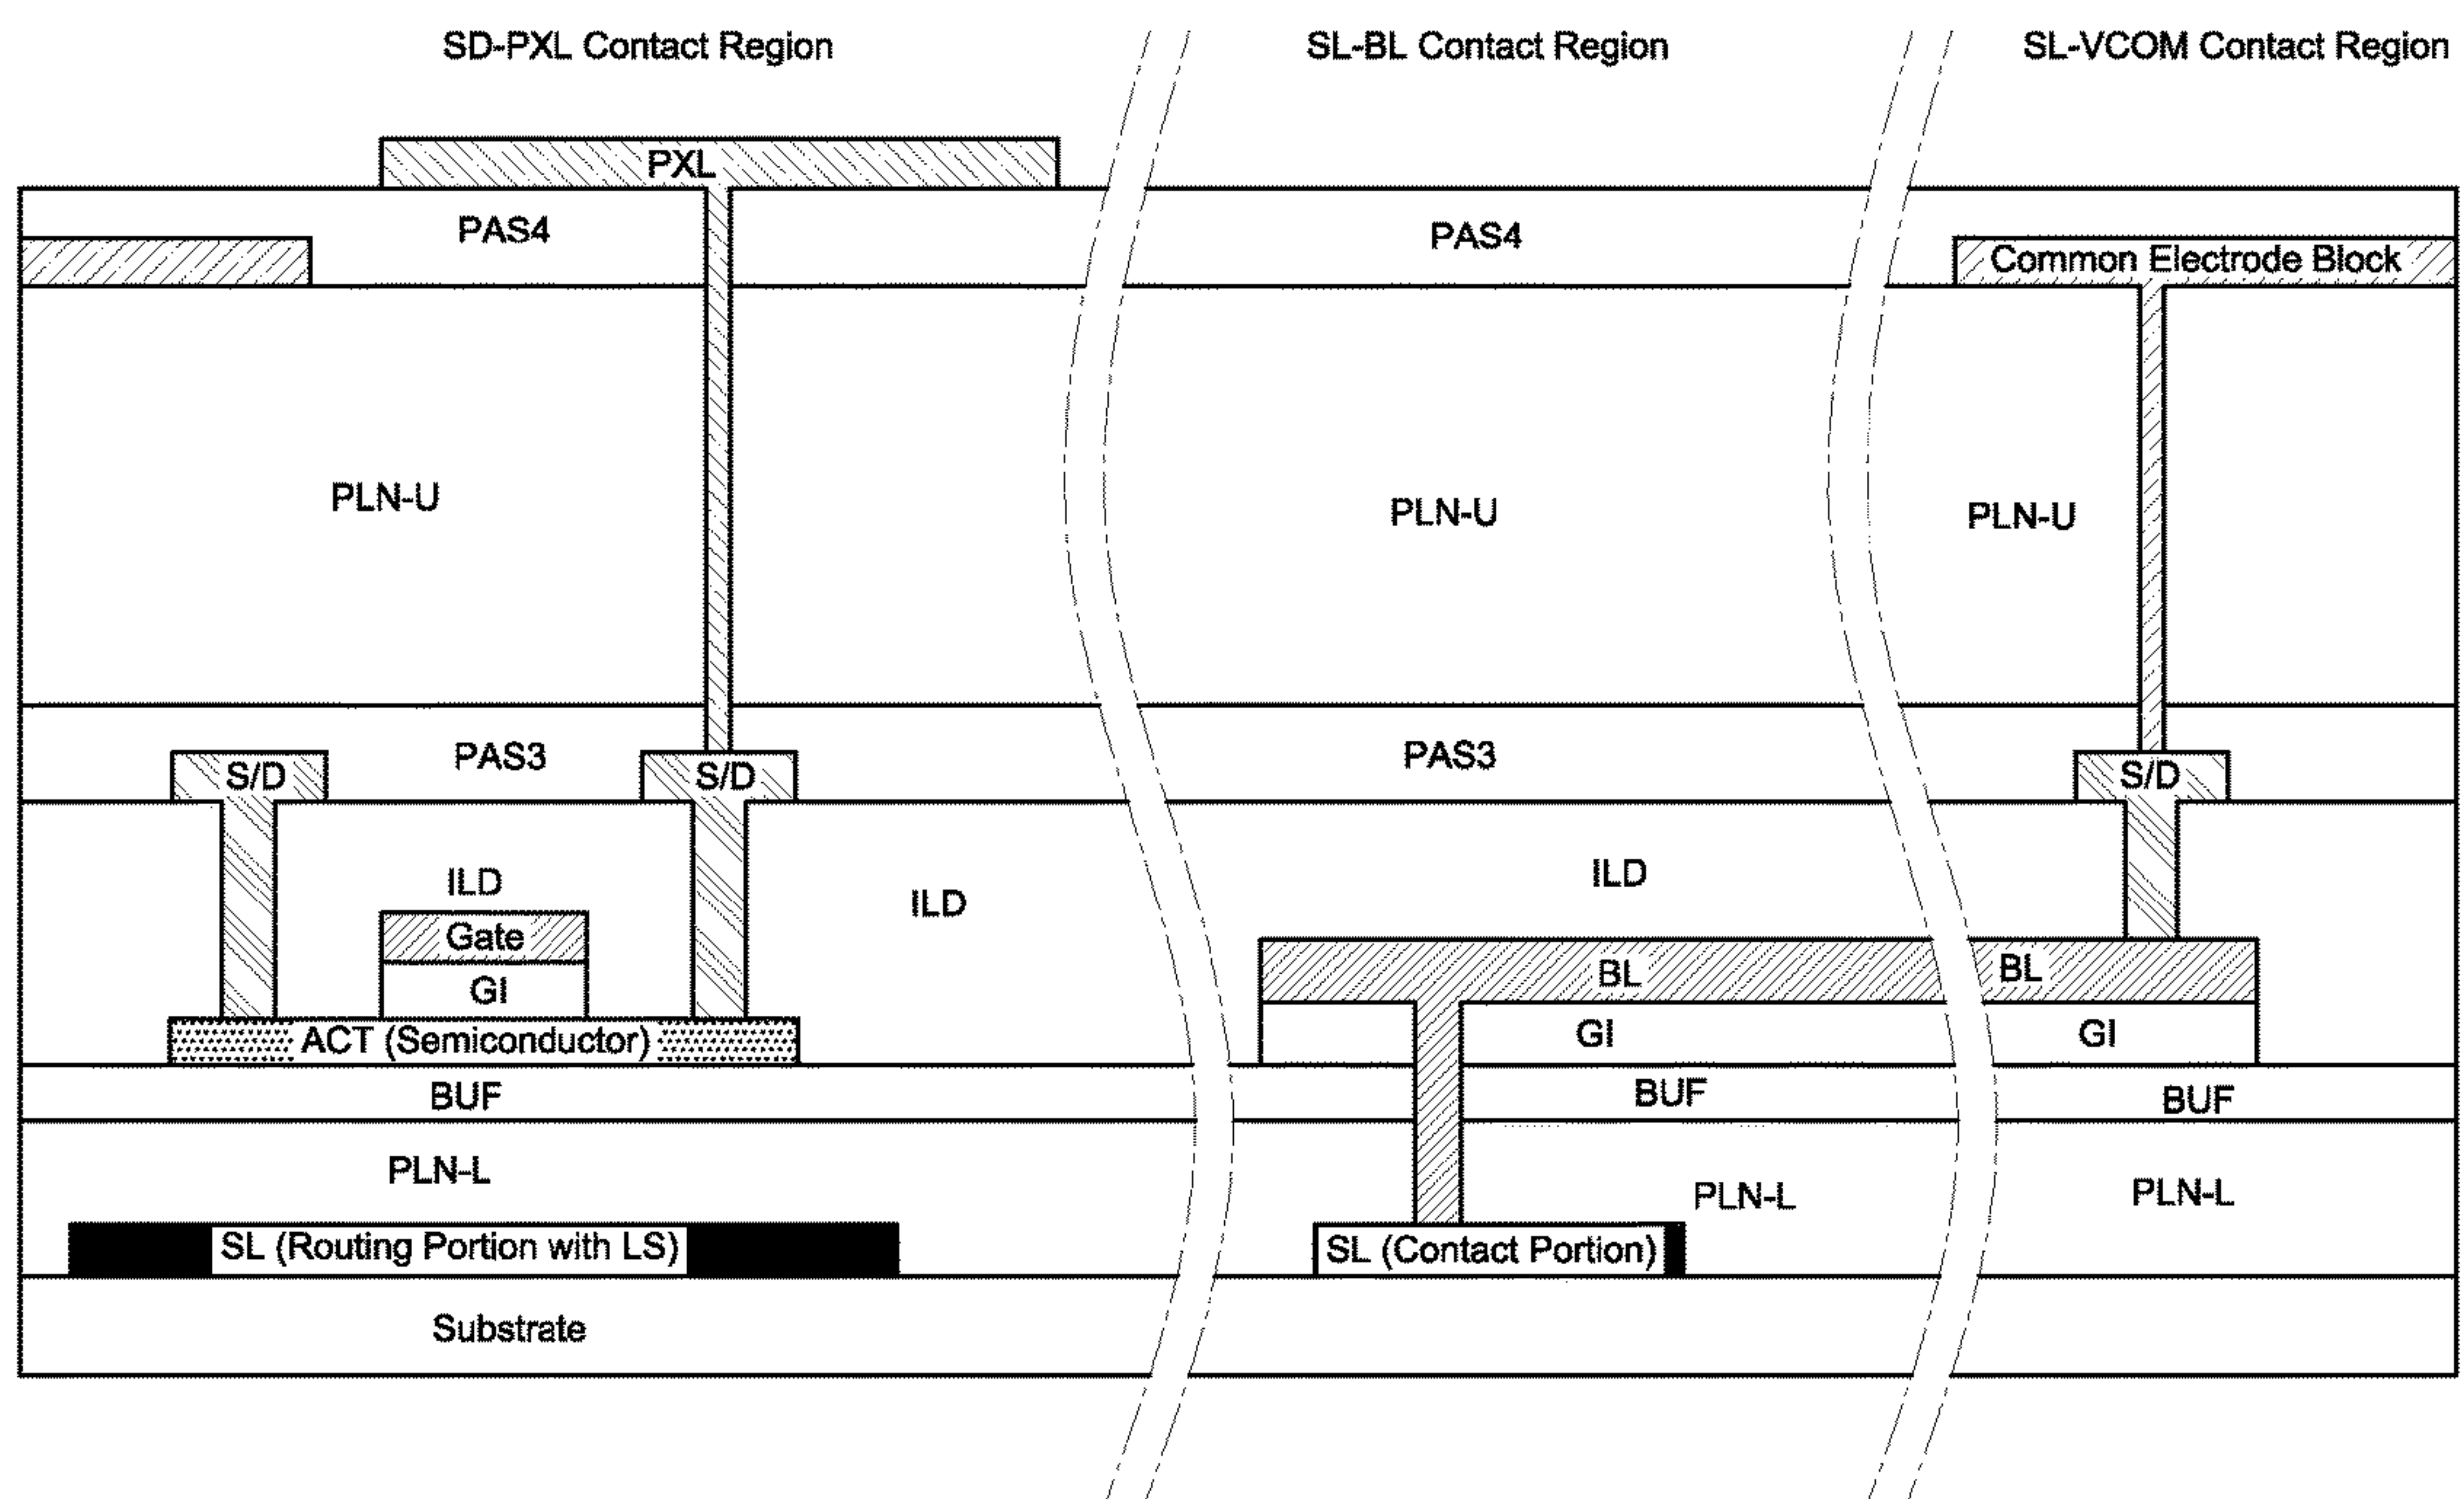 SD-PXL Contact Region
SL-BL Contact Region
SL-VCOM Contact Region
PXL
PAS4
PAS4
Common Electrode Block
PLN-U
PLN-U
PLN-U
PAS3
PAS3
S/D
S/D
S/D
ILD
ILD
ILD
Gate
GI
BL
BL
ACT (Semiconductor)
GI
GI
BUF
BUF
BUF
PLN-L
PLN-L
PLN-L
SL (Routing Portion with LS)
SL (Contact Portion)
Substrate